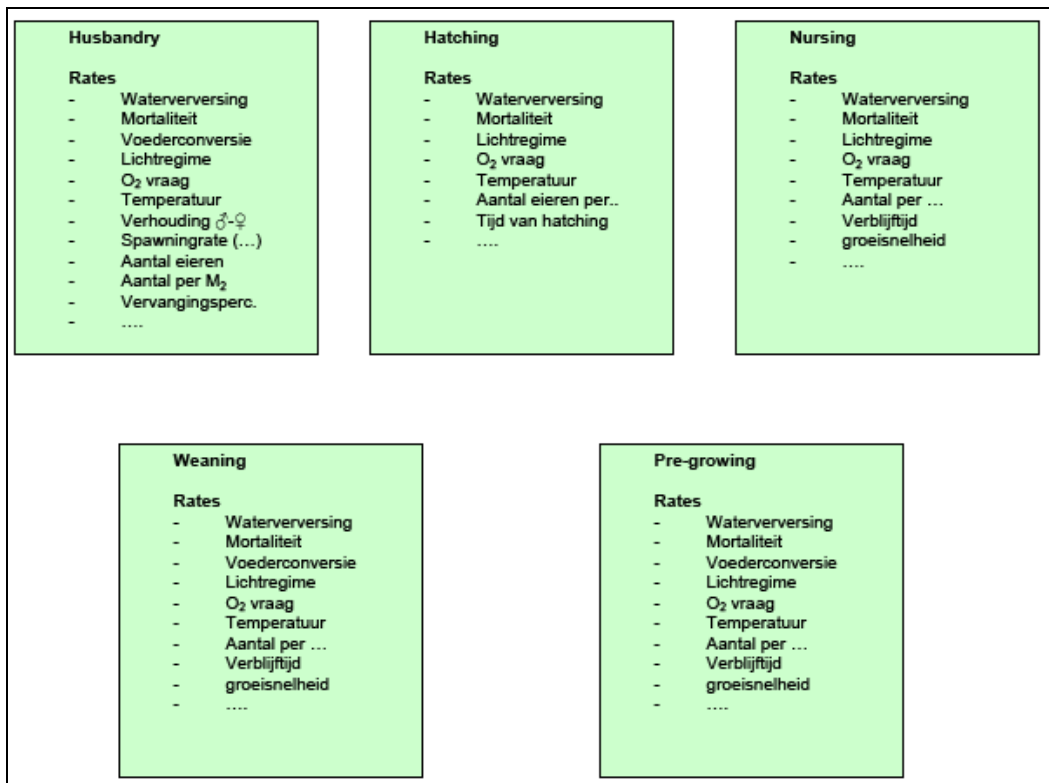 Husbandry
Rates
- Waterverversing
- Mortaliteit
- Voederconversie
- Lichtregime
- O₂ vraag
- Temperatuur
- Verhouding ♂-♀
- Spawningrate (…)
- Aantal eieren
- Aantal per M₂
- Vervangingsperc.
- ….
Hatching
Rates
- Waterverversing
- Mortaliteit
- Lichtregime
- O₂ vraag
- Temperatuur
- Aantal eieren per..
- Tijd van hatching
- ….
Nursing
Rates
- Waterverversing
- Mortaliteit
- Lichtregime
- O₂ vraag
- Temperatuur
- Aantal per …
- Verblijftijd
- groeisnelheid
- ….
Weaning
Rates
- Waterverversing
- Mortaliteit
- Voederconversie
- Lichtregime
- O₂ vraag
- Temperatuur
- Aantal per …
- Verblijftijd
- groeisnelheid
- ….
Pre-growing
Rates
- Waterverversing
- Mortaliteit
- Voederconversie
- Lichtregime
- O₂ vraag
- Temperatuur
- Aantal per …
- Verblijftijd
- groeisnelheid
- ….